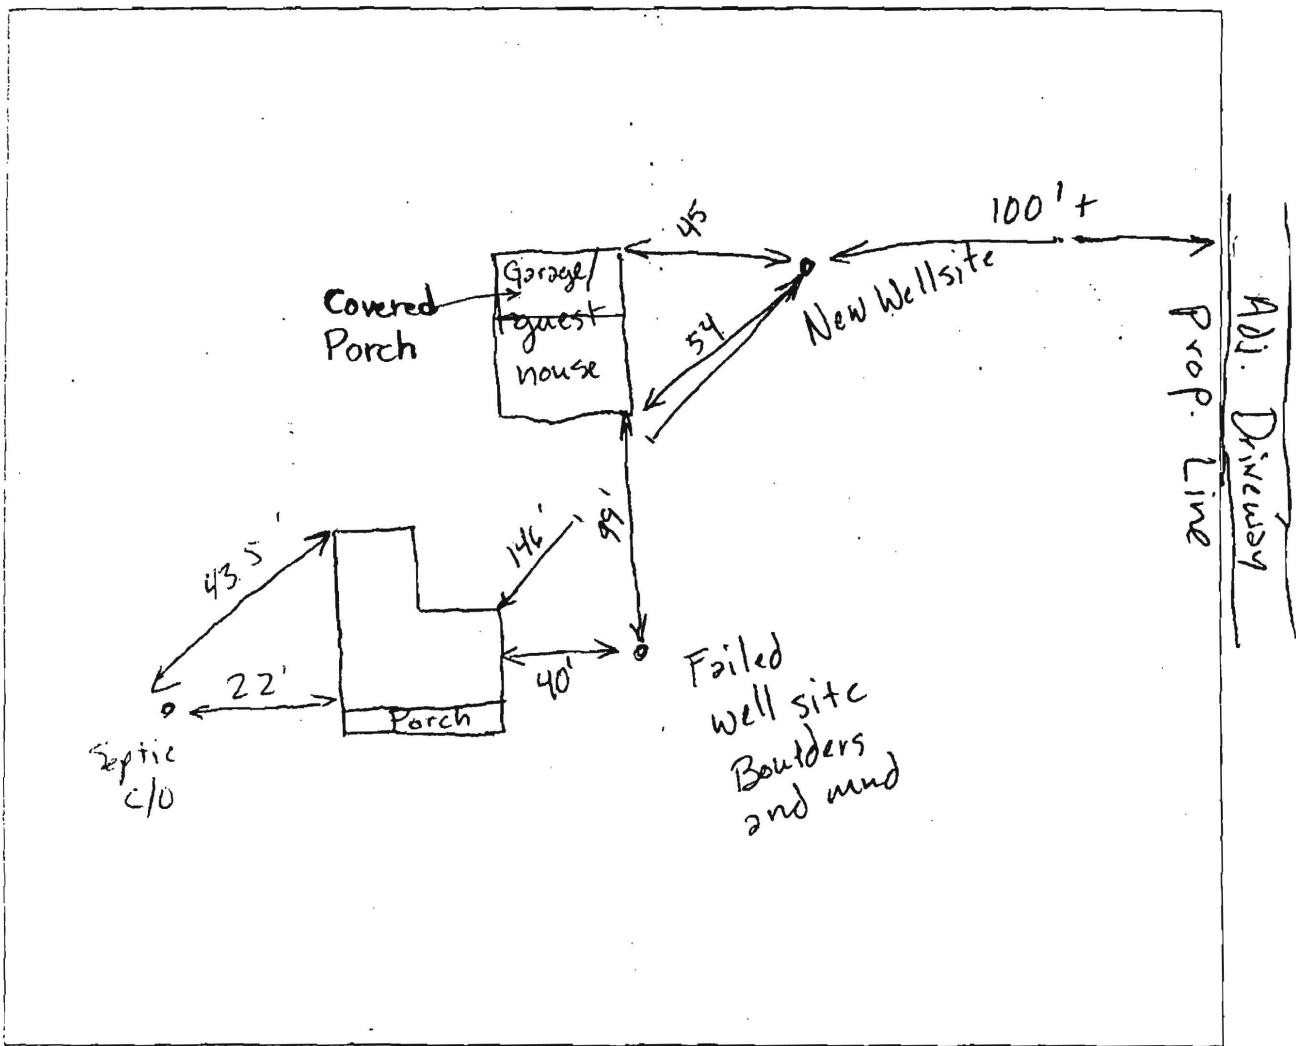 100'+
45
Garage/
guest
house
Covered
Porch
New Wellsite
54
Adj. Driveway
Prop. Line
99'
146'
43.5'
22'
40'
Porch
Septic
c/o
Failed
well site
Boulders
and mud